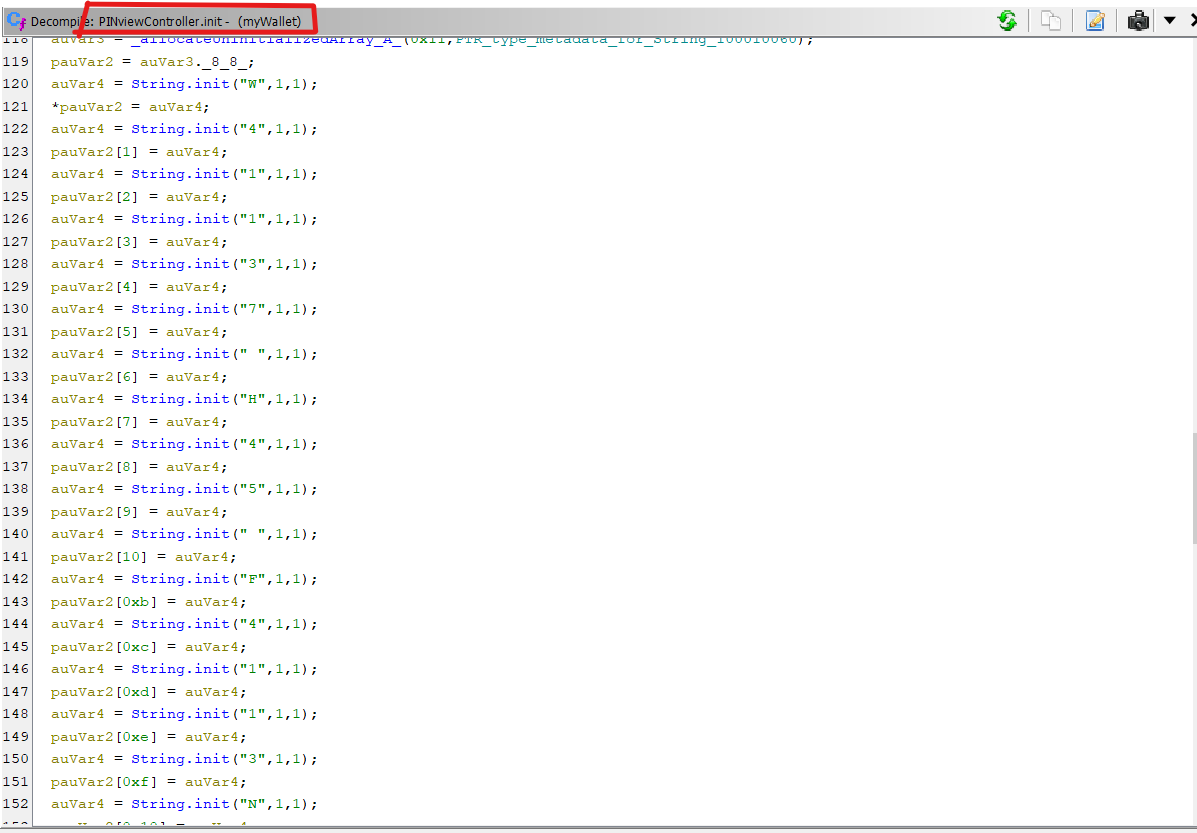 Decompile: PINviewController.init - (myWallet)
118 auVar3 = _allocateUninitializedArray_A_(0x11,PTR_type_metadata_for_String_100010060);
119 pauVar2 = auVar3._8_8_;
120 auVar4 = String.init("W",1,1);
121 *pauVar2 = auVar4;
122 auVar4 = String.init("4",1,1);
123 pauVar2[1] = auVar4;
124 auVar4 = String.init("1",1,1);
125 pauVar2[2] = auVar4;
126 auVar4 = String.init("1",1,1);
127 pauVar2[3] = auVar4;
128 auVar4 = String.init("3",1,1);
129 pauVar2[4] = auVar4;
130 auVar4 = String.init("7",1,1);
131 pauVar2[5] = auVar4;
132 auVar4 = String.init(" ",1,1);
133 pauVar2[6] = auVar4;
134 auVar4 = String.init("H",1,1);
135 pauVar2[7] = auVar4;
136 auVar4 = String.init("4",1,1);
137 pauVar2[8] = auVar4;
138 auVar4 = String.init("5",1,1);
139 pauVar2[9] = auVar4;
140 auVar4 = String.init(" ",1,1);
141 pauVar2[10] = auVar4;
142 auVar4 = String.init("F",1,1);
143 pauVar2[0xb] = auVar4;
144 auVar4 = String.init("4",1,1);
145 pauVar2[0xc] = auVar4;
146 auVar4 = String.init("1",1,1);
147 pauVar2[0xd] = auVar4;
148 auVar4 = String.init("1",1,1);
149 pauVar2[0xe] = auVar4;
150 auVar4 = String.init("3",1,1);
151 pauVar2[0xf] = auVar4;
152 auVar4 = String.init("N",1,1);